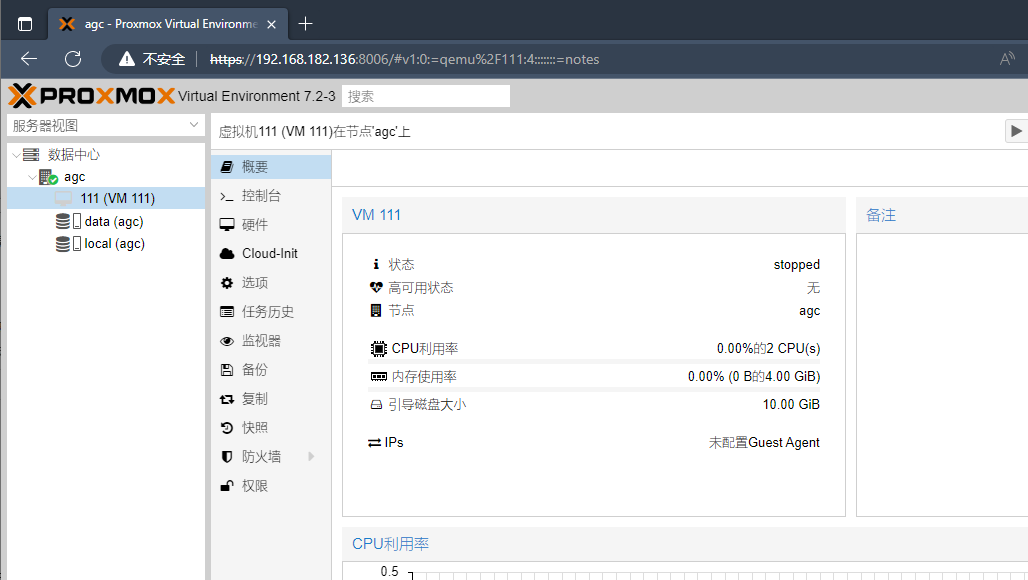 agc - Proxmox Virtual Environme
不安全 https://192.168.182.136:8006/#v1:0:=qemu%2F111:4:::::::=notes
PROXMOX Virtual Environment 7.2-3 搜索
服务器视图
数据中心
agc
111 (VM 111)
data (agc)
local (agc)
虚拟机111 (VM 111)在节点'agc'上
概要
控制台
硬件
Cloud-Init
选项
任务历史
监视器
备份
复制
快照
防火墙
权限
VM 111
状态 stopped
高可用状态 无
节点 agc
CPU利用率 0.00%的2 CPU(s)
内存使用率 0.00% (0 B的4.00 GiB)
引导磁盘大小 10.00 GiB
IPs 未配置Guest Agent
备注
CPU利用率
0.5